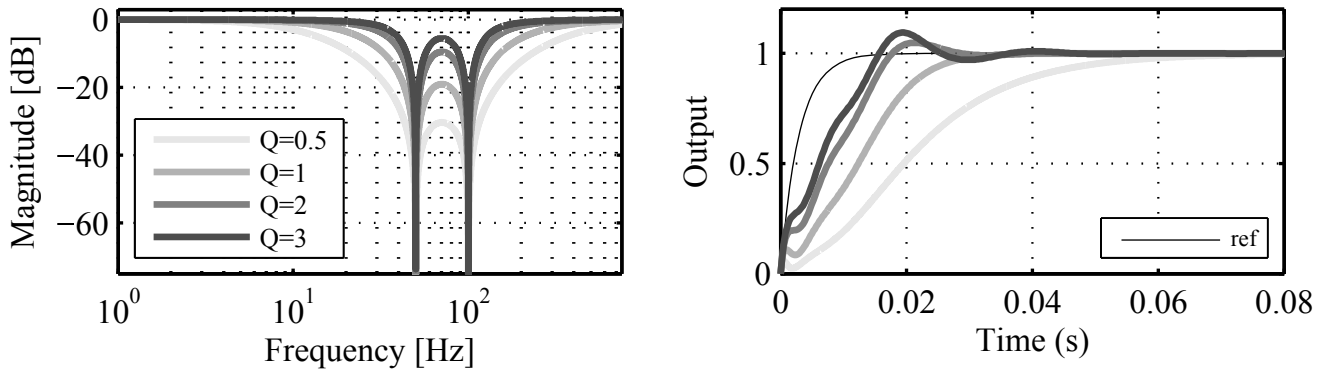 Magnitude [dB]
0
−20
−40
−60
Q=0.5
Q=1
Q=2
Q=3
10^0 10^1 10^2
Frequency [Hz]
Output
1
0.5
0
ref
0 0.02 0.04 0.06 0.08
Time (s)